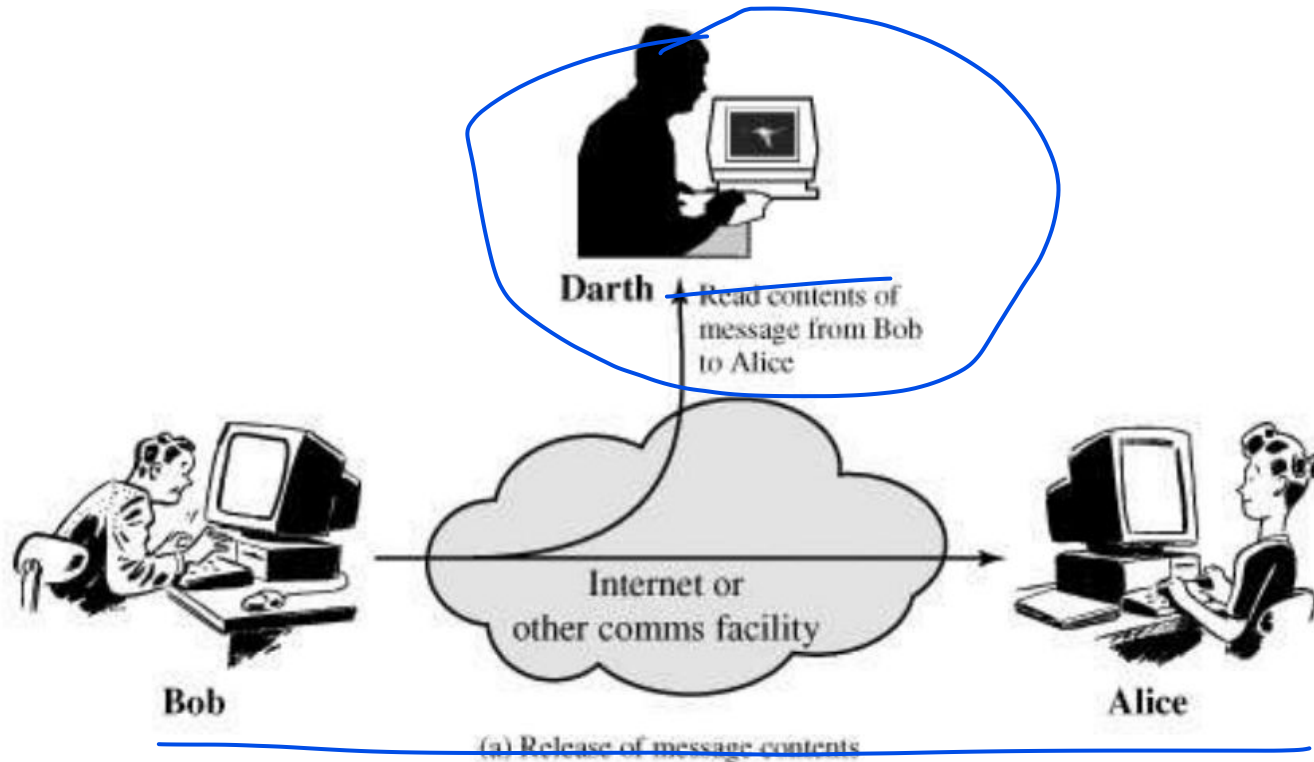 Darth
Read contents of
message from Bob
to Alice
Internet or
other comms facility
Bob
Alice
(a) Release of message contents